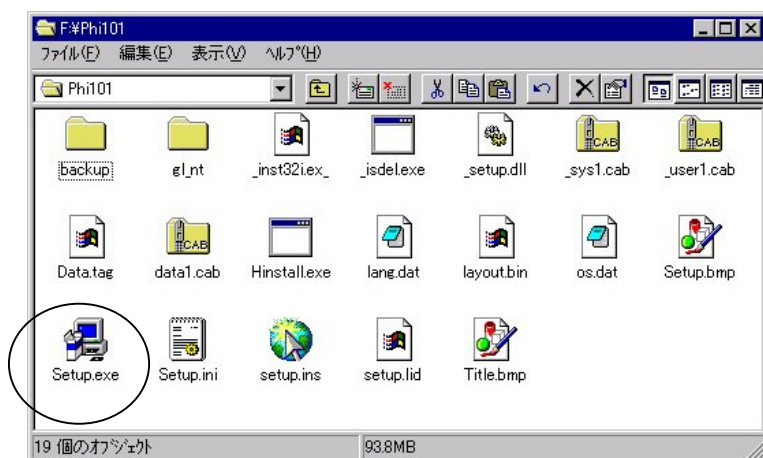 F:¥Phi101
ファイル(F) 編集(E) 表示(V) ヘルプ(H)
Phi101
backup gl_nt _inst32i.ex_ _isdel.exe _setup.dll _sys1.cab _user1.cab
Data.tag data1.cab Hinstall.exe lang.dat layout.bin os.dat Setup.bmp
Setup.exe Setup.ini setup.ins setup.lid Title.bmp
19 個のオブジェクト 93.8MB